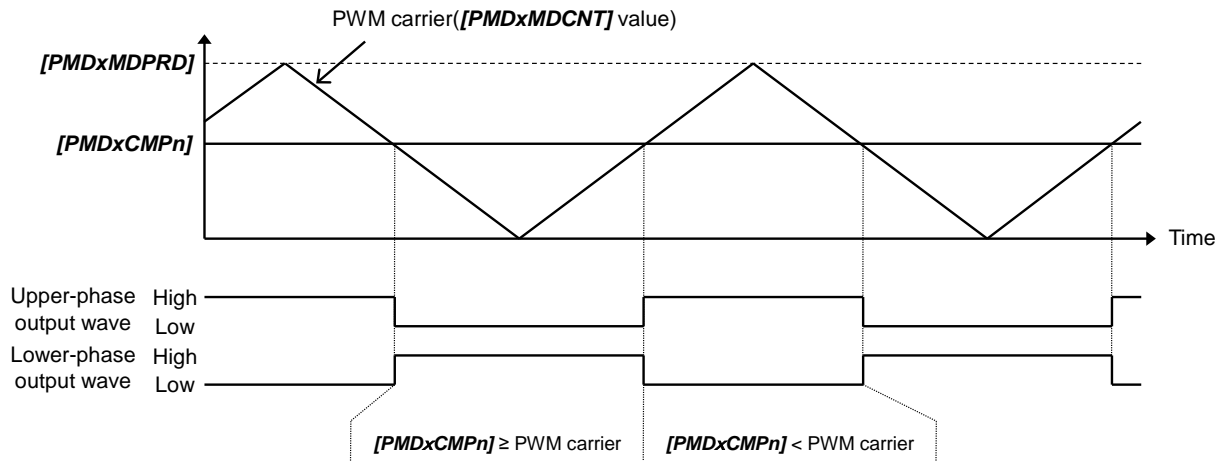 PWM carrier([PMDxMDCNT] value)
[PMDxMDPRD]
[PMDxCMPn]
Time
Upper-phase
output wave
High
Low
Lower-phase
output wave
High
Low
[PMDxCMPn] ≥ PWM carrier
[PMDxCMPn] < PWM carrier